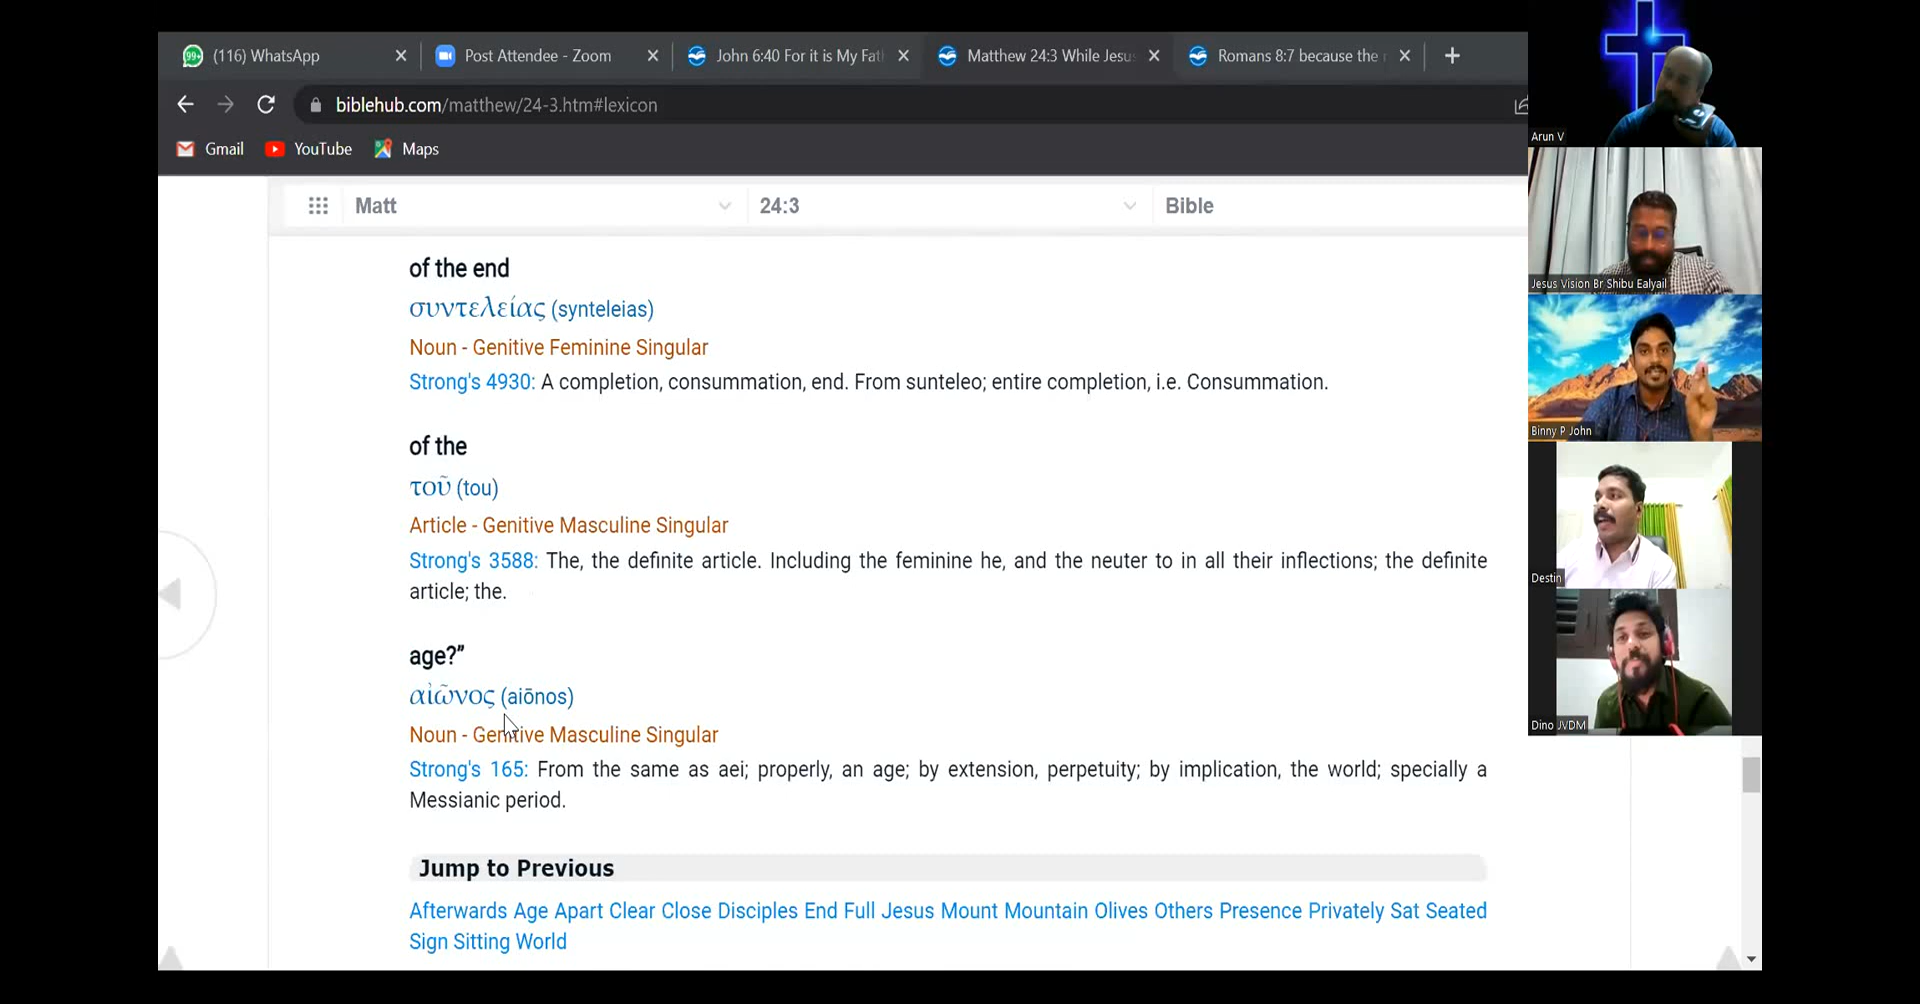 99+ (116) WhatsApp
Post Attendee - Zoom
John 6:40 For it is My Fat
Matthew 24:3 While Jesus
Romans 8:7 because the
biblehub.com/matthew/24-3.htm#lexicon
Gmail YouTube Maps
Matt 24:3 Bible
of the end
συντελείας (synteleias)
Noun - Genitive Feminine Singular
Strong's 4930: A completion, consummation, end. From sunteleo; entire completion, i.e. Consummation.
of the
τοῦ (tou)
Article - Genitive Masculine Singular
Strong's 3588: The, the definite article. Including the feminine he, and the neuter to in all their inflections; the definite
article; the.
age?”
αἰῶνος (aiōnos)
Noun - Genitive Masculine Singular
Strong's 165: From the same as aei; properly, an age; by extension, perpetuity; by implication, the world; specially a
Messianic period.
Jump to Previous
Afterwards Age Apart Clear Close Disciples End Full Jesus Mount Mountain Olives Others Presence Privately Sat Seated
Sign Sitting World
Arun V
Jesus Vision Br Shibu Ealyail
Binny P John
Destin
Dino JVDM